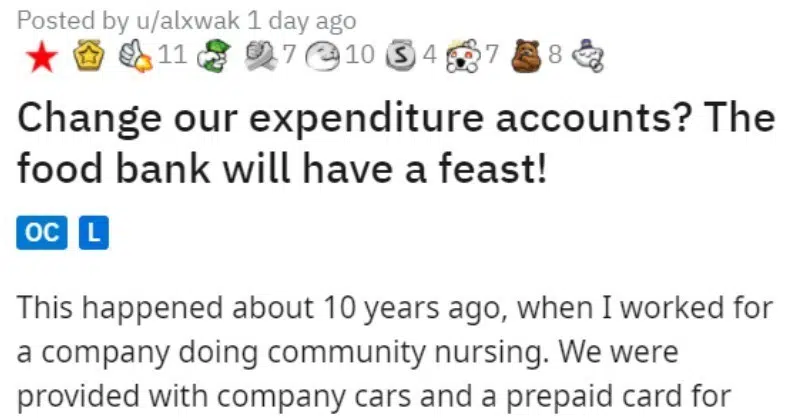 Posted by u/alxwak 1 day ago
11 7 10 S 4 7 8
Change our expenditure accounts? The
food bank will have a feast!
OC L
This happened about 10 years ago, when I worked for
a company doing community nursing. We were
provided with company cars and a prepaid card for